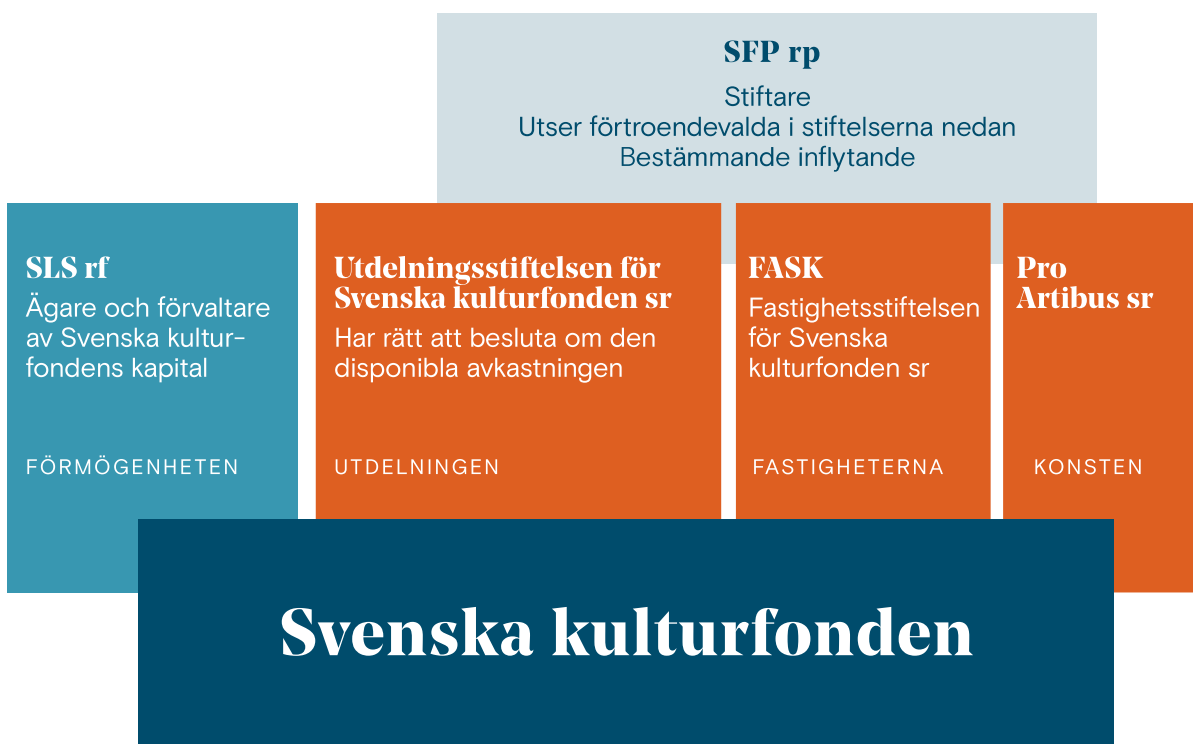 SFP rp
Stiftare
Utser förtroendevalda i stiftelserna nedan
Bestämmande inflytande
SLS rf
Ägare och förvaltare
av Svenska kultur-
fondens kapital
FÖRMÖGENHETEN
Utdelningsstiftelsen för
Svenska kulturfonden sr
Har rätt att besluta om den
disponibla avkastningen
UTDELNINGEN
FASK
Fastighetsstiftelsen
för Svenska
kulturfonden sr
FASTIGHETERNA
Pro
Artibus sr
KONSTEN
Svenska kulturfonden